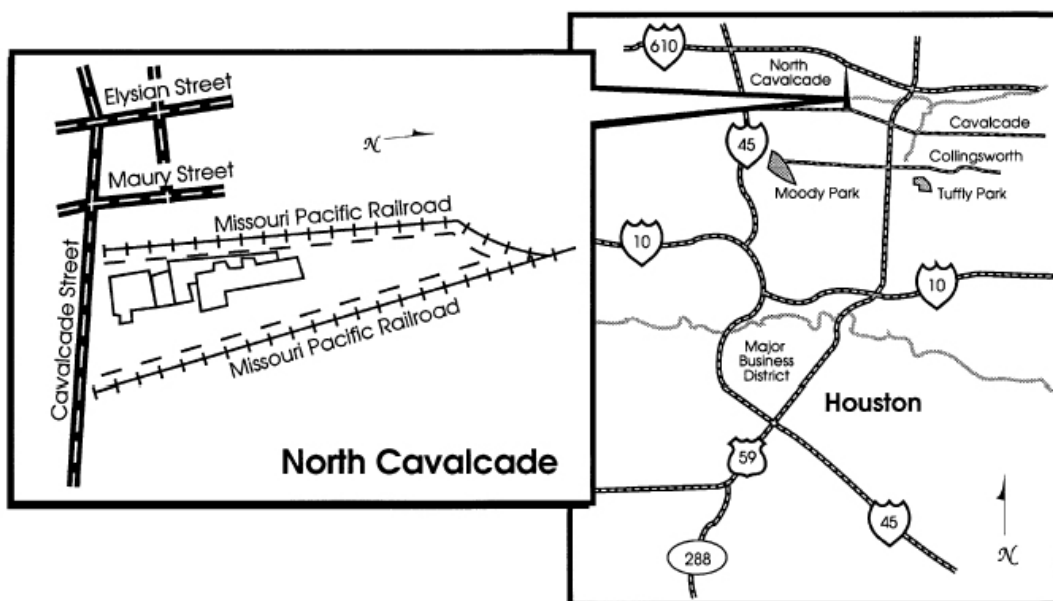 Elysian Street
Maury Street
N
Missouri Pacific Railroad
Cavalcade Street
Missouri Pacific Railroad
North Cavalcade
610
North
Cavalcade
Cavalcade
45
Collingsworth
Moody Park
Tuffly Park
10
10
Major
Business
District
Houston
59
45
288
N